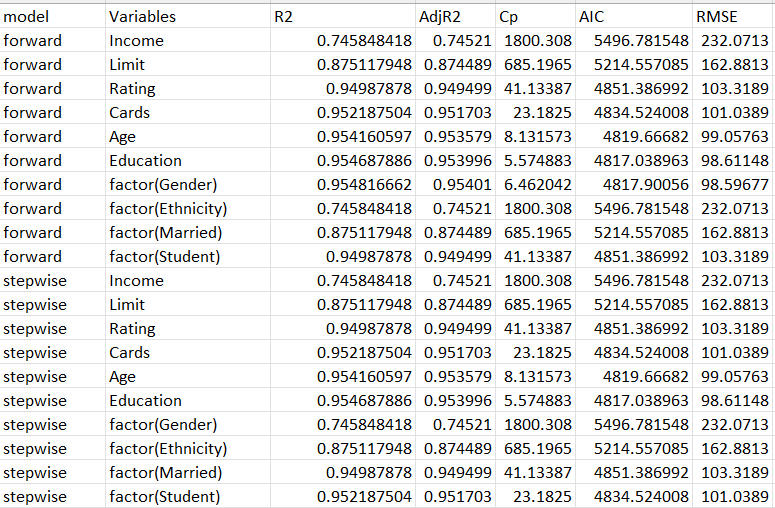 model Variables R2 AdjR2 Cp AIC RMSE
forward Income 0.745848418 0.74521 1800.308 5496.781548 232.0713
forward Limit 0.875117948 0.874489 685.1965 5214.557085 162.8813
forward Rating 0.94987878 0.949499 41.13387 4851.386992 103.3189
forward Cards 0.952187504 0.951703 23.1825 4834.524008 101.0389
forward Age 0.954160597 0.953579 8.131573 4819.66682 99.05763
forward Education 0.954687886 0.953996 5.574883 4817.038963 98.61148
forward factor(Gender) 0.954816662 0.95401 6.462042 4817.90056 98.59677
forward factor(Ethnicity) 0.745848418 0.74521 1800.308 5496.781548 232.0713
forward factor(Married) 0.875117948 0.874489 685.1965 5214.557085 162.8813
forward factor(Student) 0.94987878 0.949499 41.13387 4851.386992 103.3189
stepwise Income 0.745848418 0.74521 1800.308 5496.781548 232.0713
stepwise Limit 0.875117948 0.874489 685.1965 5214.557085 162.8813
stepwise Rating 0.94987878 0.949499 41.13387 4851.386992 103.3189
stepwise Cards 0.952187504 0.951703 23.1825 4834.524008 101.0389
stepwise Age 0.954160597 0.953579 8.131573 4819.66682 99.05763
stepwise Education 0.954687886 0.953996 5.574883 4817.038963 98.61148
stepwise factor(Gender) 0.745848418 0.74521 1800.308 5496.781548 232.0713
stepwise factor(Ethnicity) 0.875117948 0.874489 685.1965 5214.557085 162.8813
stepwise factor(Married) 0.94987878 0.949499 41.13387 4851.386992 103.3189
stepwise factor(Student) 0.952187504 0.951703 23.1825 4834.524008 101.0389